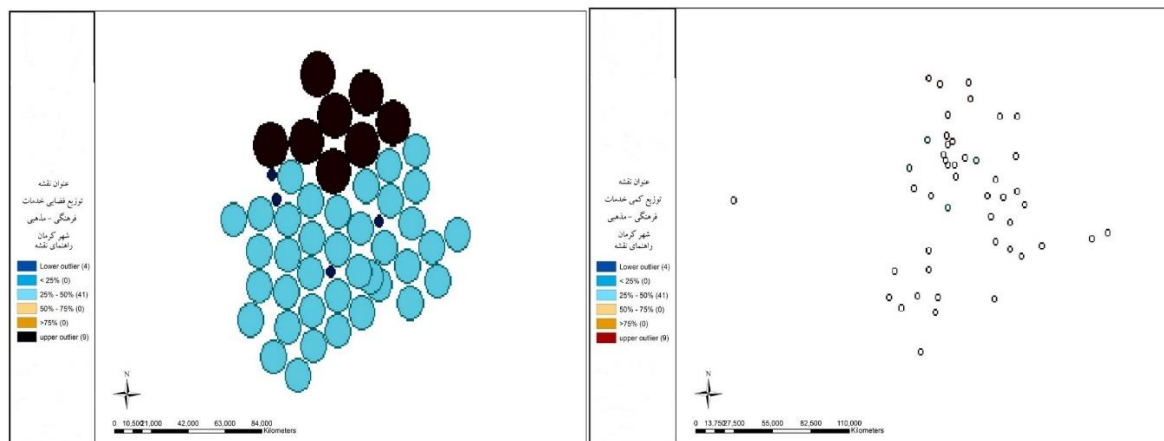 عنوان نقشه
توزیع فضایی خدمات
فرهنگی - مذهبی
شهر کرمان
راهنمای نقشه
Lower outlier (4)
< 25% (0)
25% - 50% (41)
50% - 75% (0)
>75% (0)
upper outlier (9)
N
0 10,500 21,000 42,000 63,000 84,000
Kilometers
عنوان نقشه
توزیع کمی خدمات
فرهنگی - مذهبی
شهر کرمان
راهنمای نقشه
Lower outlier (4)
< 25% (0)
25% - 50% (41)
50% - 75% (0)
>75% (0)
upper outlier (9)
N
0 13,750 27,500 55,000 82,500 110,000
Kilometers